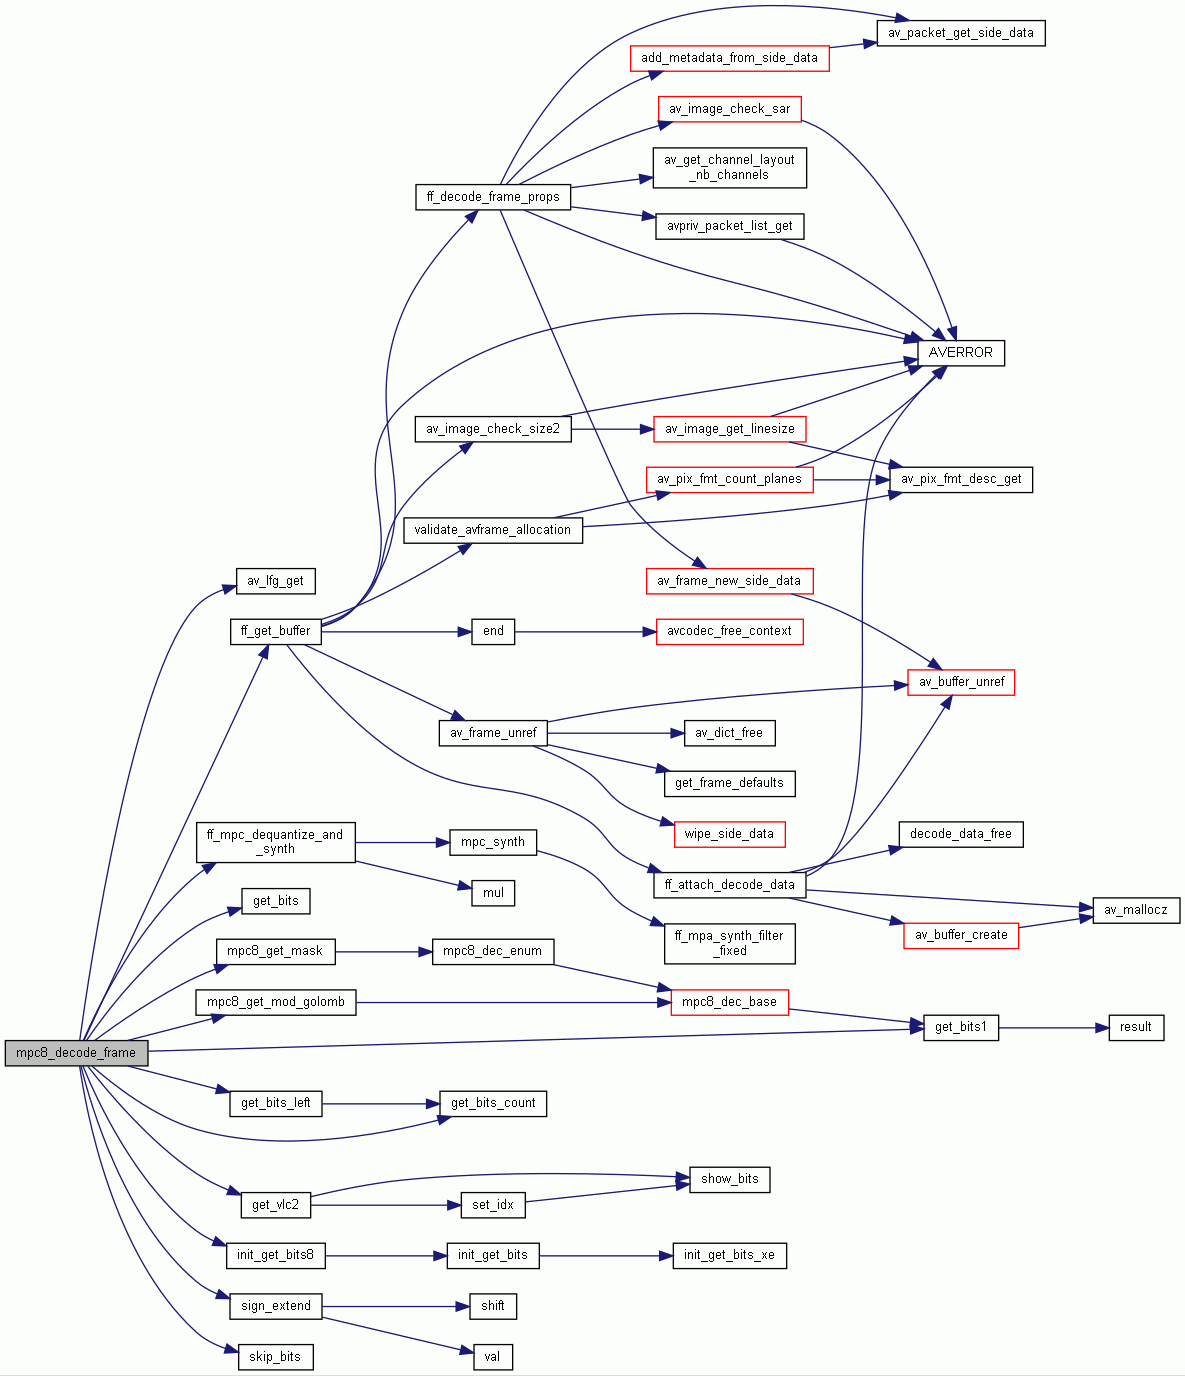 av_packet_get_side_data
add_metadata_from_side_data
av_image_check_sar
av_get_channel_layout
_nb_channels
ff_decode_frame_props
avpriv_packet_list_get
AVERROR
av_image_check_size2
av_image_get_linesize
av_pix_fmt_count_planes
av_pix_fmt_desc_get
validate_avframe_allocation
av_lfg_get
av_frame_new_side_data
ff_get_buffer
end
avcodec_free_context
av_buffer_unref
av_frame_unref
av_dict_free
get_frame_defaults
ff_mpc_dequantize_and
_synth
mpc_synth
wipe_side_data
decode_data_free
mul
ff_attach_decode_data
get_bits
av_mallocz
mpc8_get_mask
mpc8_dec_enum
ff_mpa_synth_filter
_fixed
av_buffer_create
mpc8_get_mod_golomb
mpc8_dec_base
get_bits1
result
mpc8_decode_frame
get_bits_left
get_bits_count
get_vlc2
set_idx
show_bits
init_get_bits8
init_get_bits
init_get_bits_xe
sign_extend
shift
skip_bits
val